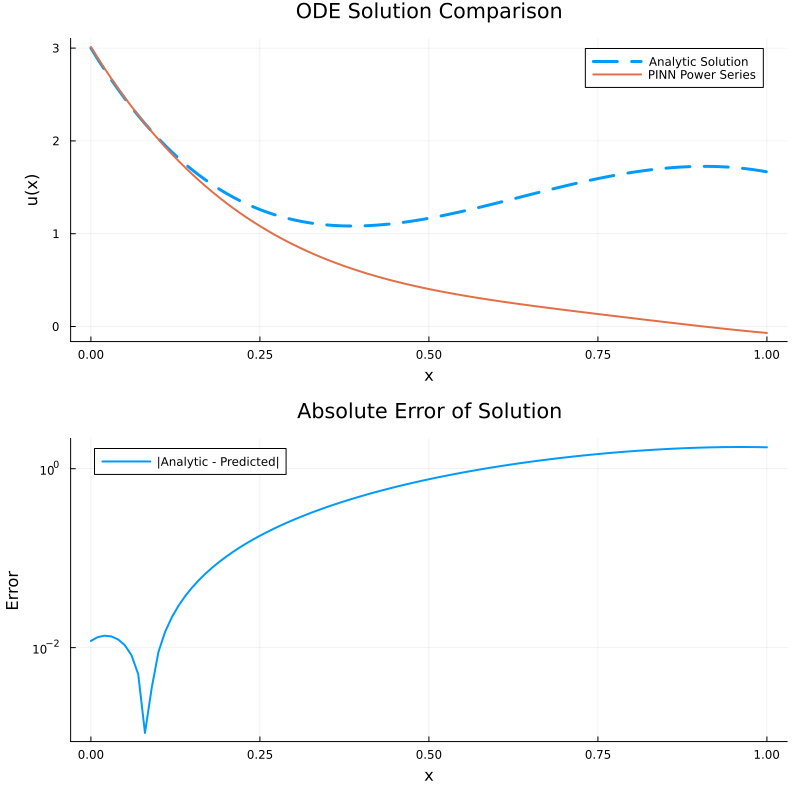 ODE Solution Comparison
3
2
1
0
u(x)
Analytic Solution
PINN Power Series
0.00 0.25 0.50 0.75 1.00
x
Absolute Error of Solution
|Analytic - Predicted|
10⁰
10⁻²
Error
0.00 0.25 0.50 0.75 1.00
x